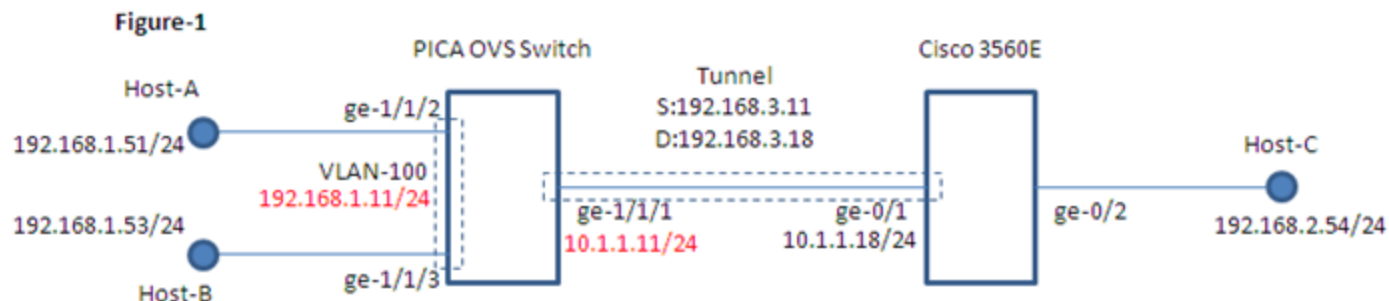 Figure-1
PICA OVS Switch
Cisco 3560E
Tunnel
S:192.168.3.11
D:192.168.3.18
Host-A
ge-1/1/2
192.168.1.51/24
VLAN-100
192.168.1.11/24
192.168.1.53/24
ge-1/1/3
Host-B
ge-1/1/1
10.1.1.11/24
ge-0/1
10.1.1.18/24
ge-0/2
Host-C
192.168.2.54/24